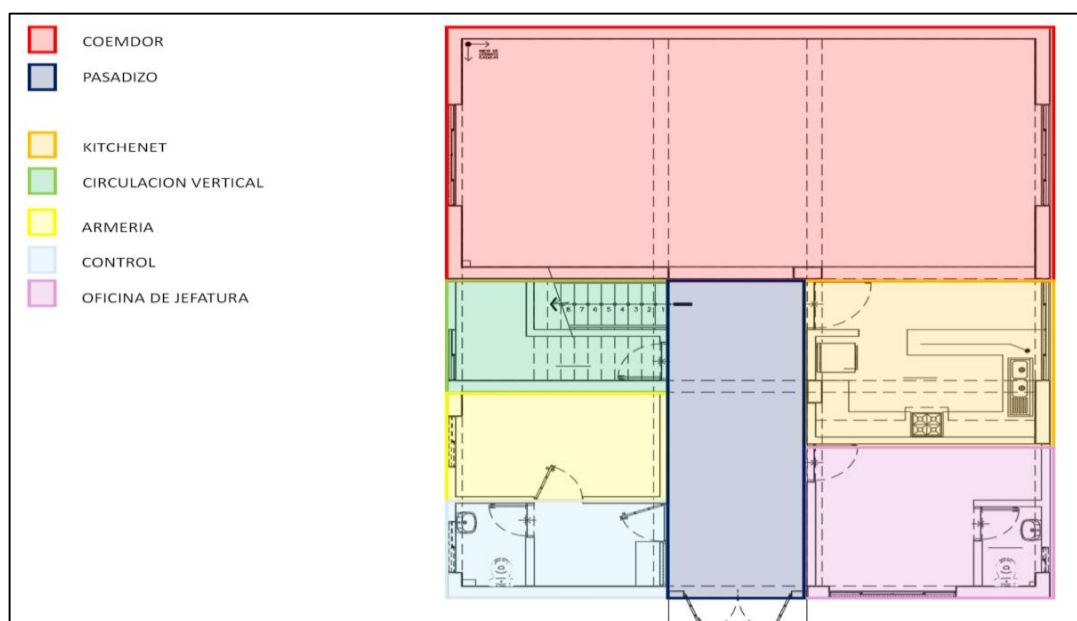 COEMDOR
PASADIZO
KITCHENET
CIRCULACION VERTICAL
ARMERIA
CONTROL
OFICINA DE JEFATURA
8 7 6 5 4 3 2 1